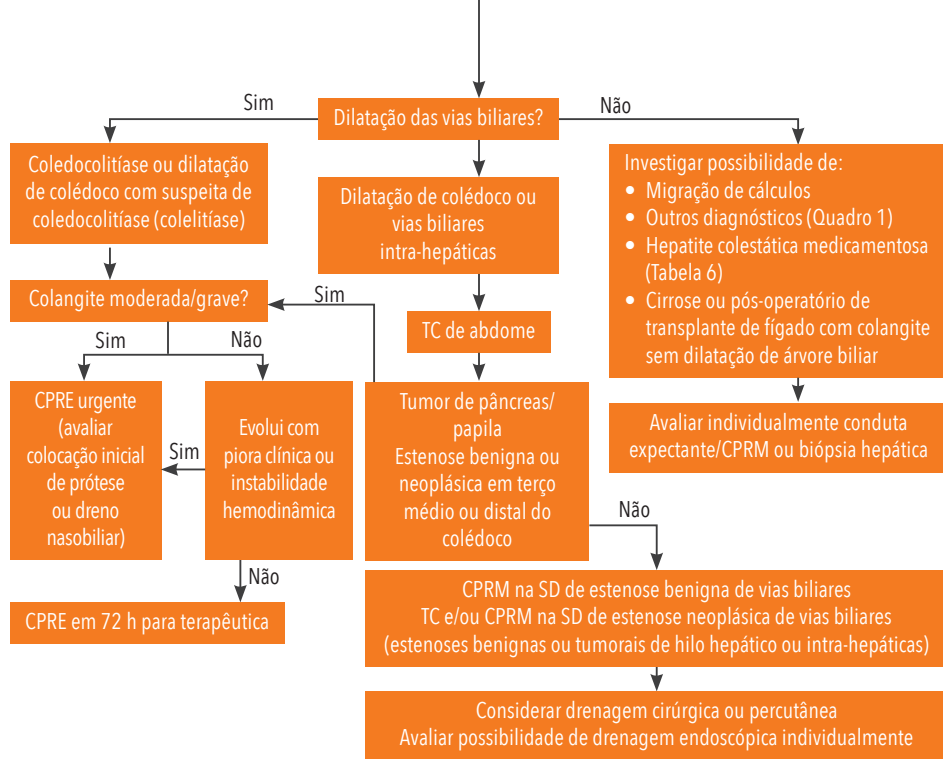 Dilatação das vias biliares?
Sim
Não
Coledocolitíase ou dilatação
de colédoco com suspeita de
coledocolitíase (colelitíase)
Dilatação de colédoco ou
vias biliares
intra-hepáticas
Investigar possibilidade de:
• Migração de cálculos
• Outros diagnósticos (Quadro 1)
• Hepatite colestática medicamentosa
(Tabela 6)
• Cirrose ou pós-operatório de
transplante de fígado com colangite
sem dilatação de árvore biliar
Colangite moderada/grave?
Sim
TC de abdome
Sim
Não
CPRE urgente
(avaliar
colocação inicial
de prótese
ou dreno
nasobiliar)
Sim
Evolui com
piora clínica ou
instabilidade
hemodinâmica
Tumor de pâncreas/
papila
Estenose benigna ou
neoplásica em terço
médio ou distal do
colédoco
Avaliar individualmente conduta
expectante/CPRM ou biópsia hepática
Não
Não
CPRE em 72 h para terapêutica
CPRM na SD de estenose benigna de vias biliares
TC e/ou CPRM na SD de estenose neoplásica de vias biliares
(estenoses benignas ou tumorais de hilo hepático ou intra-hepáticas)
Considerar drenagem cirúrgica ou percutânea
Avaliar possibilidade de drenagem endoscópica individualmente